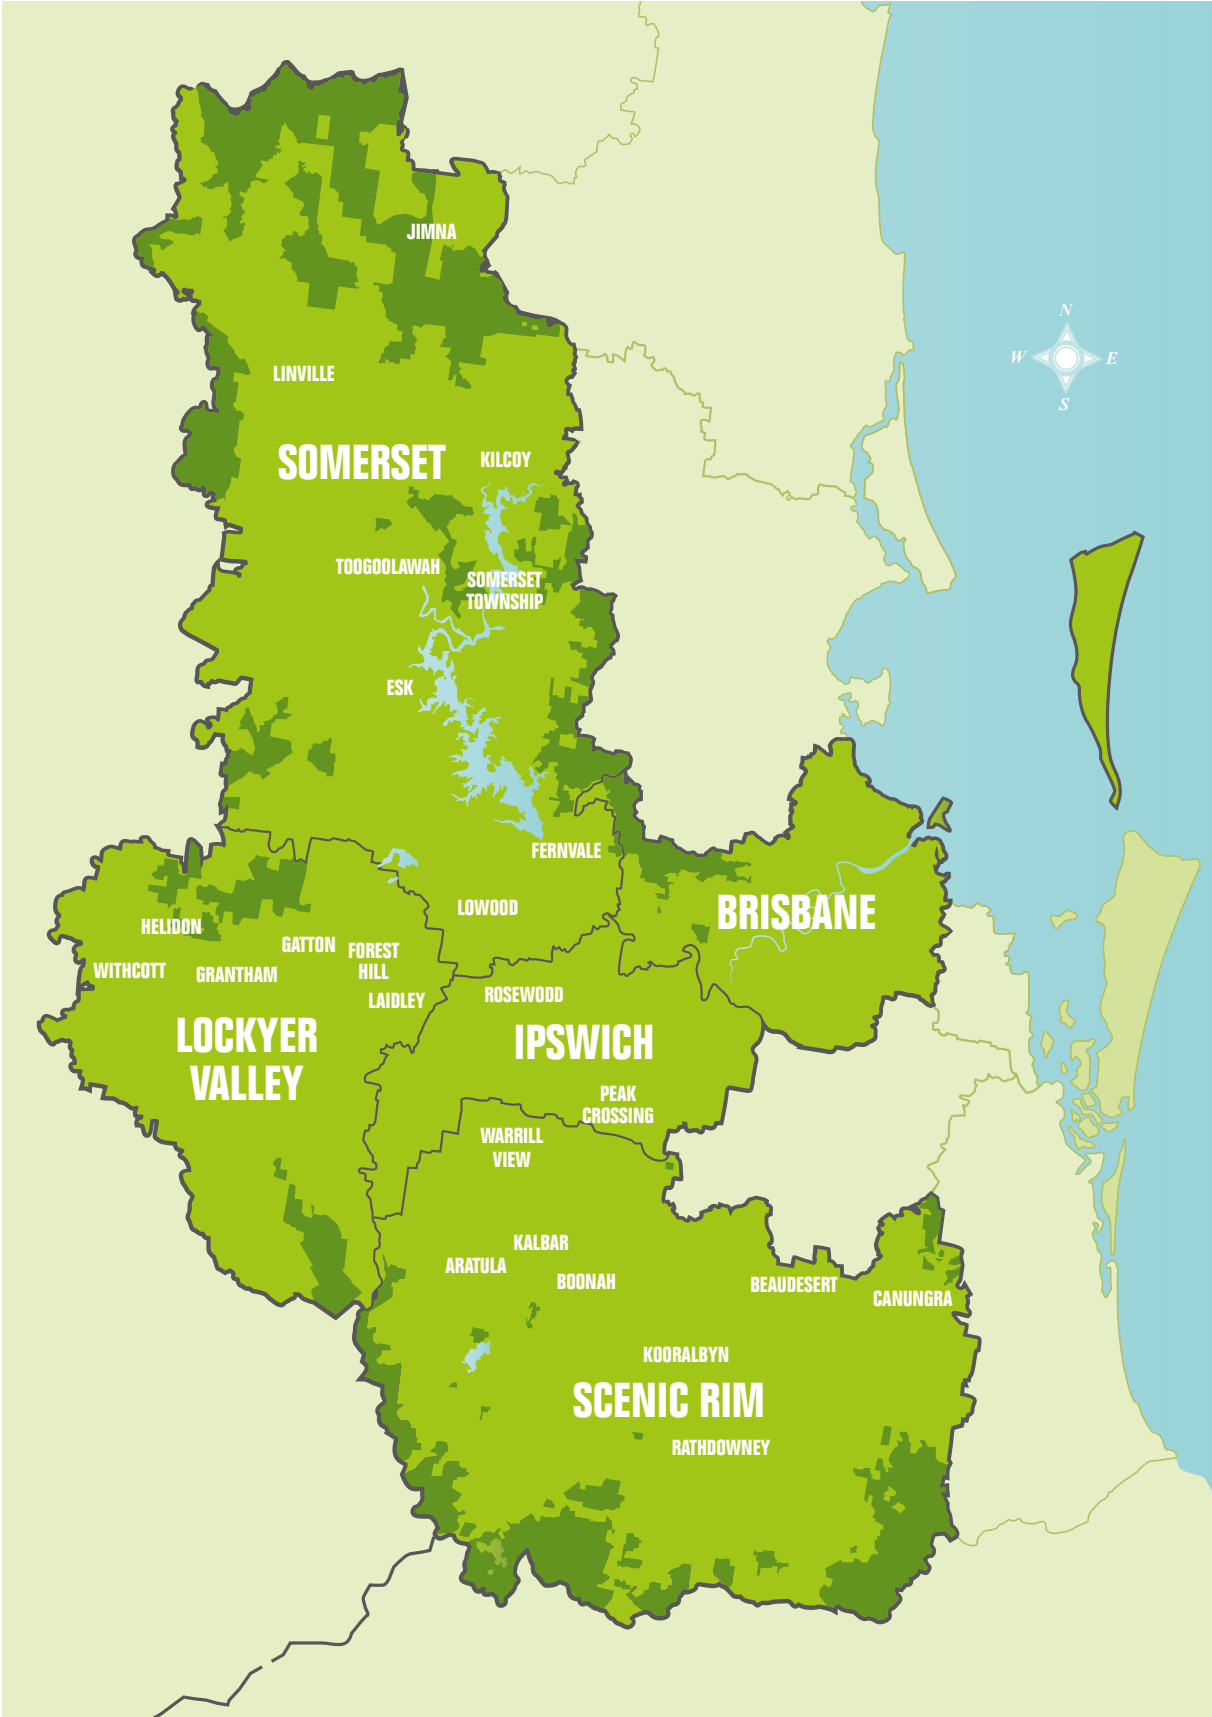 JIMNA
N
W
E
S
LINVILLE
SOMERSET
KILCOY
TOOGOOLAWAH
SOMERSET
TOWNSHIP
ESK
FERNVALE
LOWOOD
BRISBANE
HELIDON
GATTON
FOREST
HILL
WITHCOTT
GRANTHAM
LAIDLEY
ROSEWODD
LOCKYER
VALLEY
IPSWICH
PEAK
CROSSING
WARRILL
VIEW
KALBAR
ARATULA
BOONAH
BEAUDESERT
CANUNGRA
KOORALBYN
SCENIC RIM
RATHDOWNEY